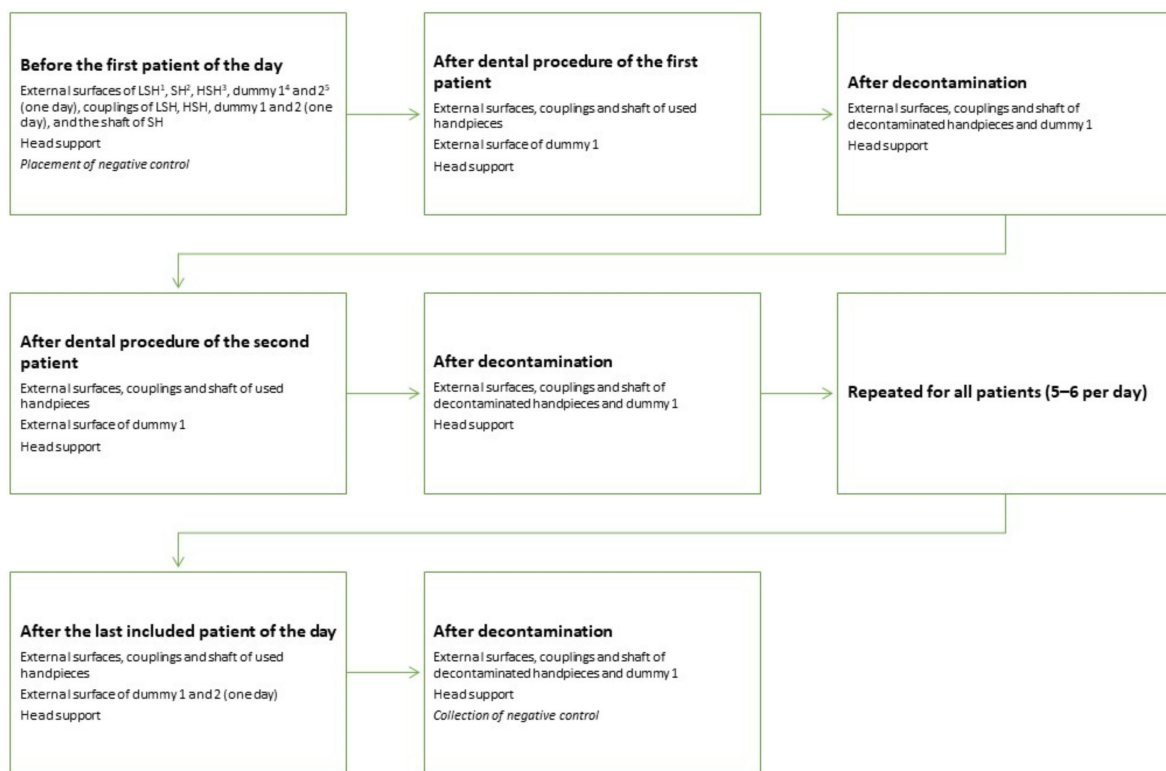 Before the first patient of the day
External surfaces of LSH¹, SH², HSH³, dummy 1⁴ and 2⁵
(one day), couplings of LSH, HSH, dummy 1 and 2 (one
day), and the shaft of SH
Head support
Placement of negative control
After dental procedure of the first
patient
External surfaces, couplings and shaft of used
handpieces
External surface of dummy 1
Head support
After decontamination
External surfaces, couplings and shaft of
decontaminated handpieces and dummy 1
Head support
After dental procedure of the second
patient
External surfaces, couplings and shaft of used
handpieces
External surface of dummy 1
Head support
After decontamination
External surfaces, couplings and shaft of
decontaminated handpieces and dummy 1
Head support
Repeated for all patients (5–6 per day)
After the last included patient of the day
External surfaces, couplings and shaft of used
handpieces
External surface of dummy 1 and 2 (one day)
Head support
After decontamination
External surfaces, couplings and shaft of
decontaminated handpieces and dummy 1
Head support
Collection of negative control